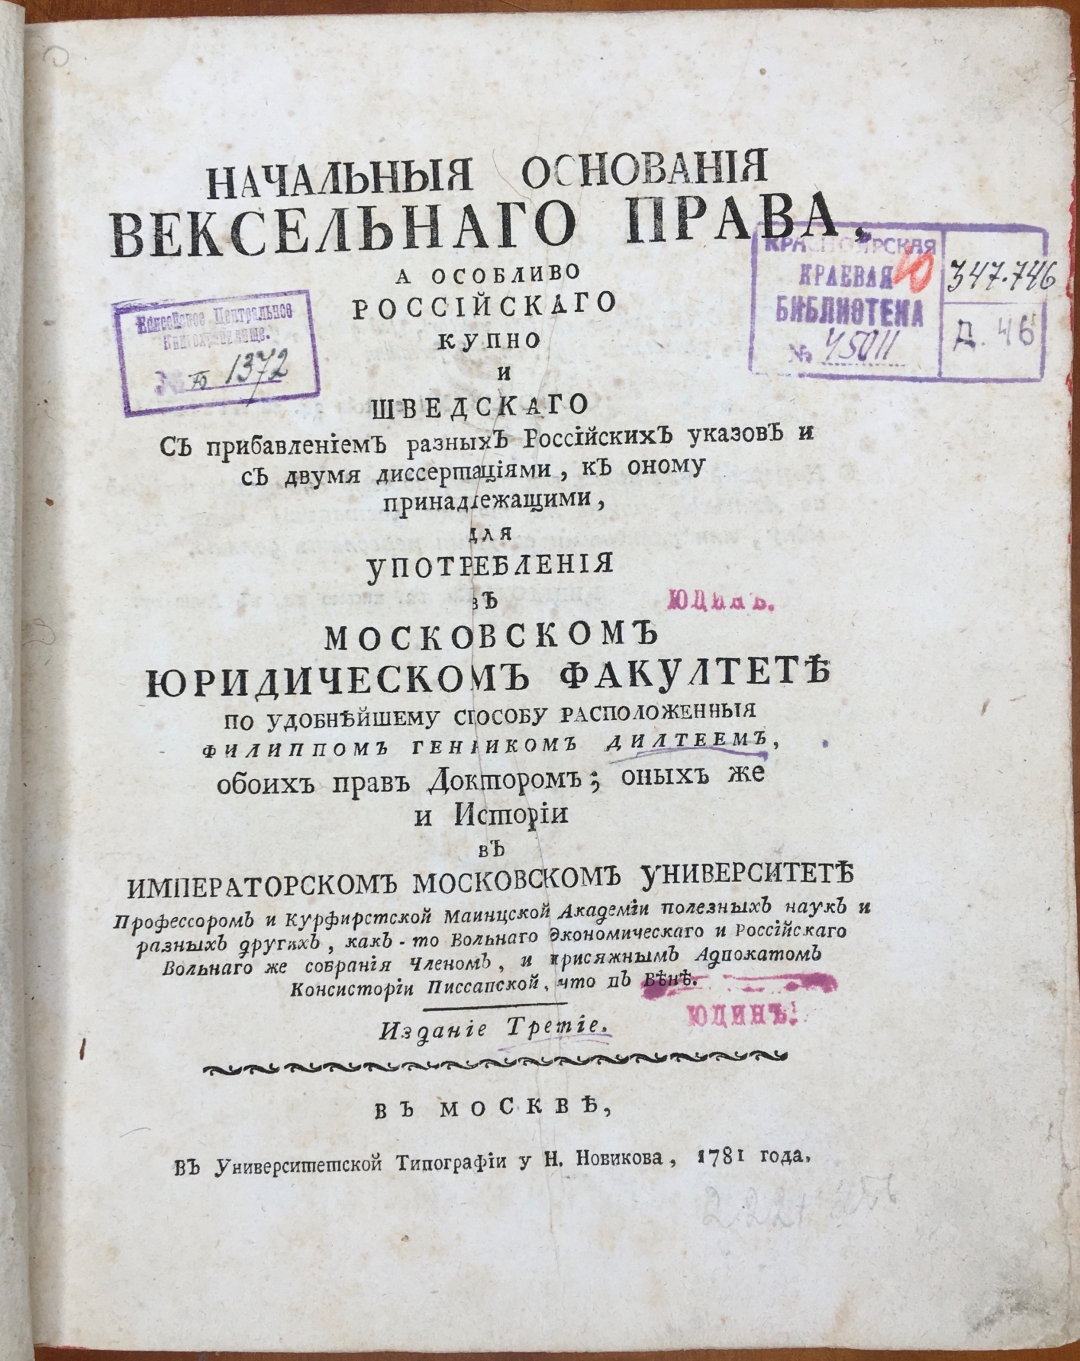 НАЧАЛЬНЫЯ ОСНОВАНІЯ
ВЕКСЕЛЬНАГО ПРАВА,
А ОСОБЛИВО
РОССІЙСКАГО
КУПНО
И
ШВЕДСКАГО
Съ прибавленіемъ разныхъ Россійскихъ указовъ и
съ двумя диссертаціями, къ оному
принадлежащими,
для
УПОТРЕБЛЕНІЯ
въ
МОСКОВСКОМЪ
ЮРИДИЧЕСКОМЪ ФАКУЛТЕТѢ
ПО УДОБНѢЙШЕМУ СПОСОБУ РАСПОЛОЖЕННЫЯ
ФИЛИППОМЪ ГЕНРИКОМЪ ДИЛТЕЕМЪ,
обоихъ правъ Докторомъ; оныхъ же
и Исторіи
въ
ИМПЕРАТОРСКОМЪ МОСКОВСКОМЪ УНИВЕРСИТЕТѢ
Профессоромъ и Курфирстской Маинцской Академіи полезныхъ наукъ и
разныхъ другихъ, какъ-то Вольнаго Экономическаго и Россійскаго
Вольнаго же собранія Членомъ, и присяжнымъ Адвокатомъ
Консисторіи Пассавской, что въ Вѣнѣ.
Изданіе Третіе.
ВЪ МОСКВѢ,
Въ Университетской Типографіи у Н. Новикова, 1781 года.
Центральное
Книгохранилище.
№ 1372
КРАСНОЯРСКАЯ
КРАЕВАЯ
БИБЛИОТЕКА
№ 45011
347.746
Д. 46
ЮДИНЪ.
ЮДИНЪ.